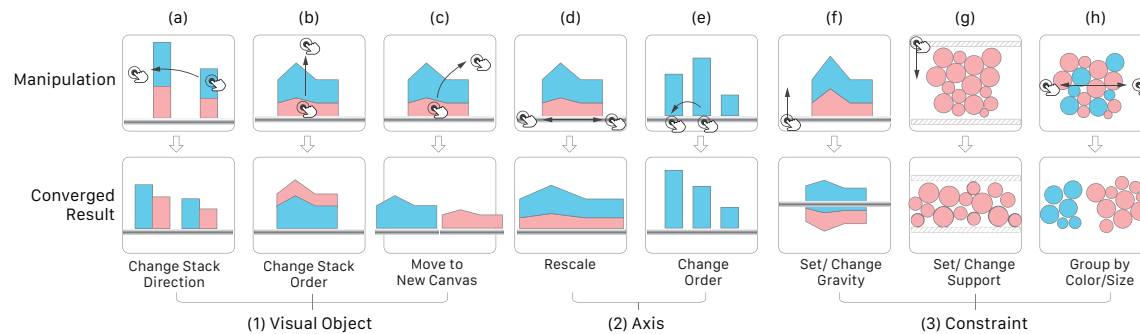 (a) (b) (c) (d) (e) (f) (g) (h)
Manipulation
Converged
Result
Change Stack
Direction
Change Stack
Order
Move to
New Canvas
Rescale
Change
Order
Set/ Change
Gravity
Set/ Change
Support
Group by
Color/Size
(1) Visual Object (2) Axis (3) Constraint